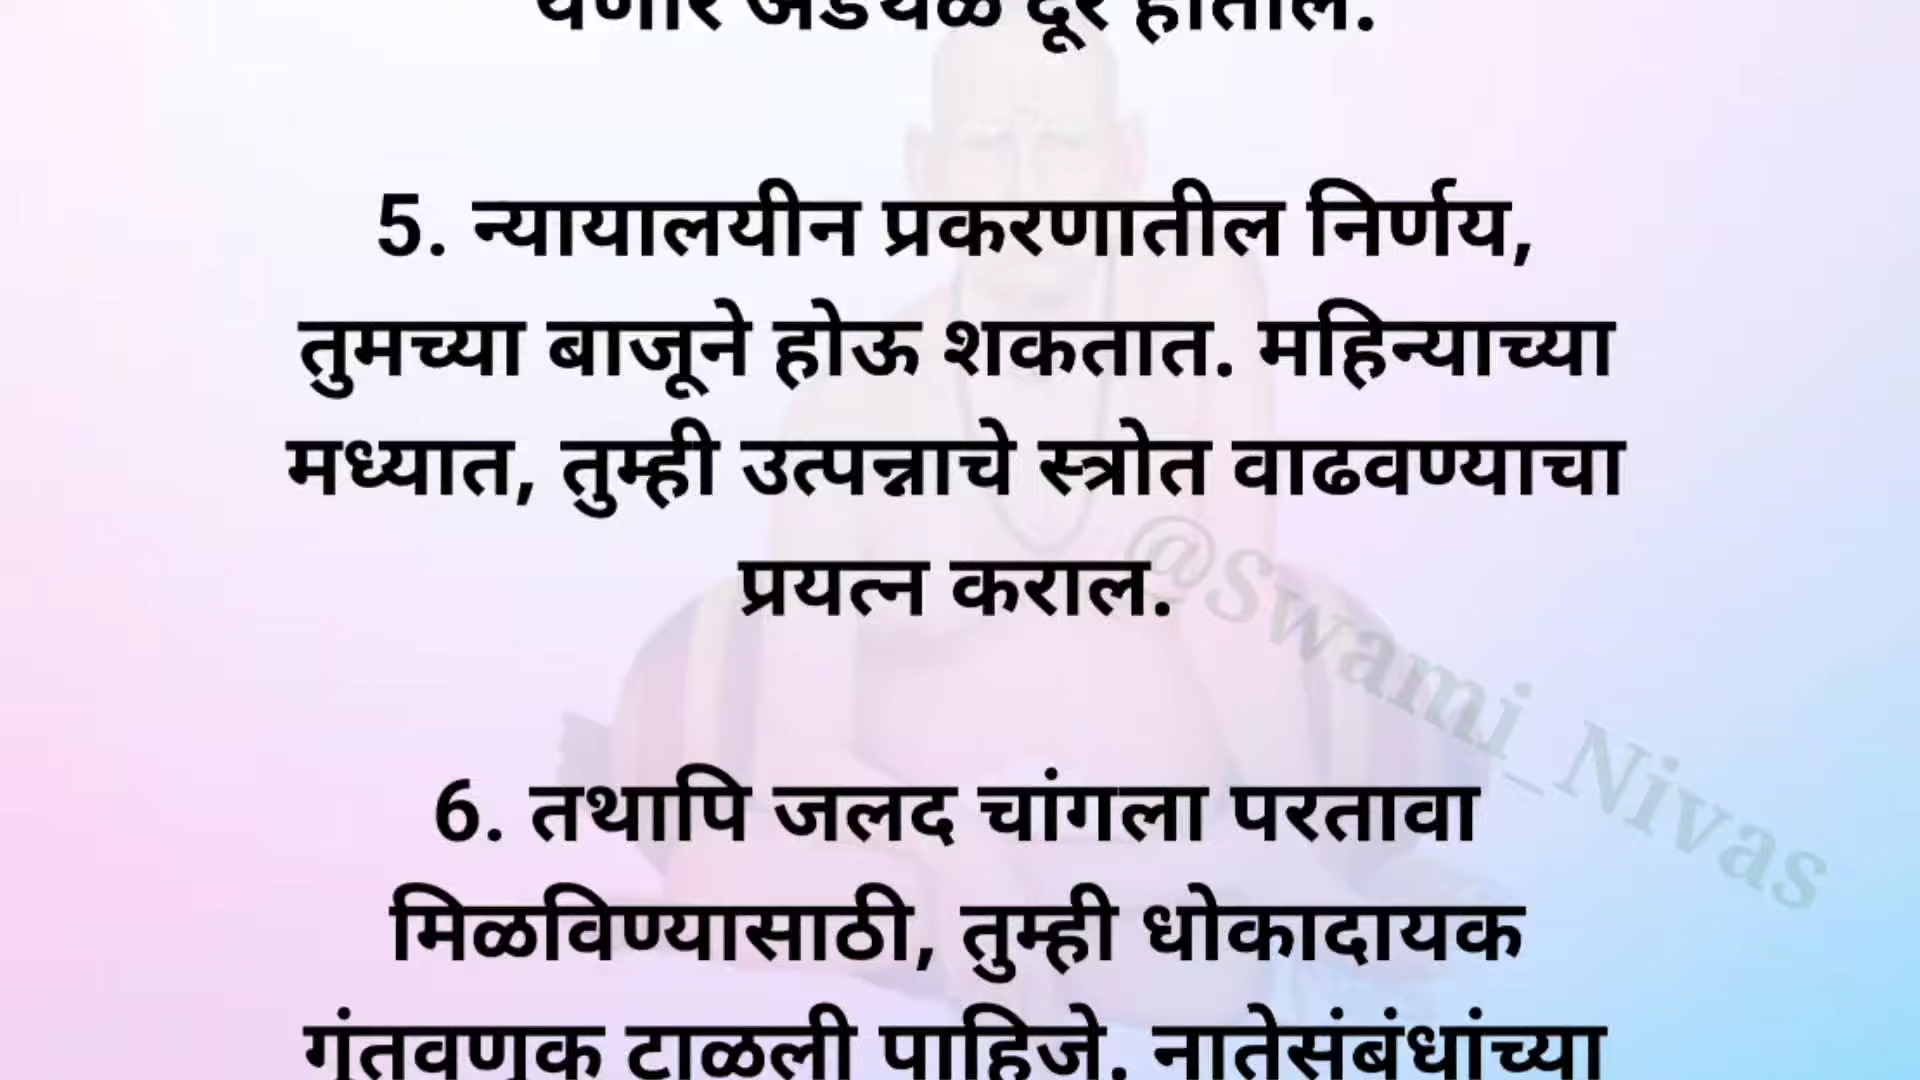 येणारे अडथळे दूर होतील.
5. न्यायालयीन प्रकरणातील निर्णय,
तुमच्या बाजूने होऊ शकतात. महिन्याच्या
मध्यात, तुम्ही उत्पन्नाचे स्त्रोत वाढवण्याचा
प्रयत्न कराल.
@Swami_Nivas
6. तथापि जलद चांगला परतावा
मिळविण्यासाठी, तुम्ही धोकादायक
गुंतवणूक टाळली पाहिजे. नातेसंबंधांच्या